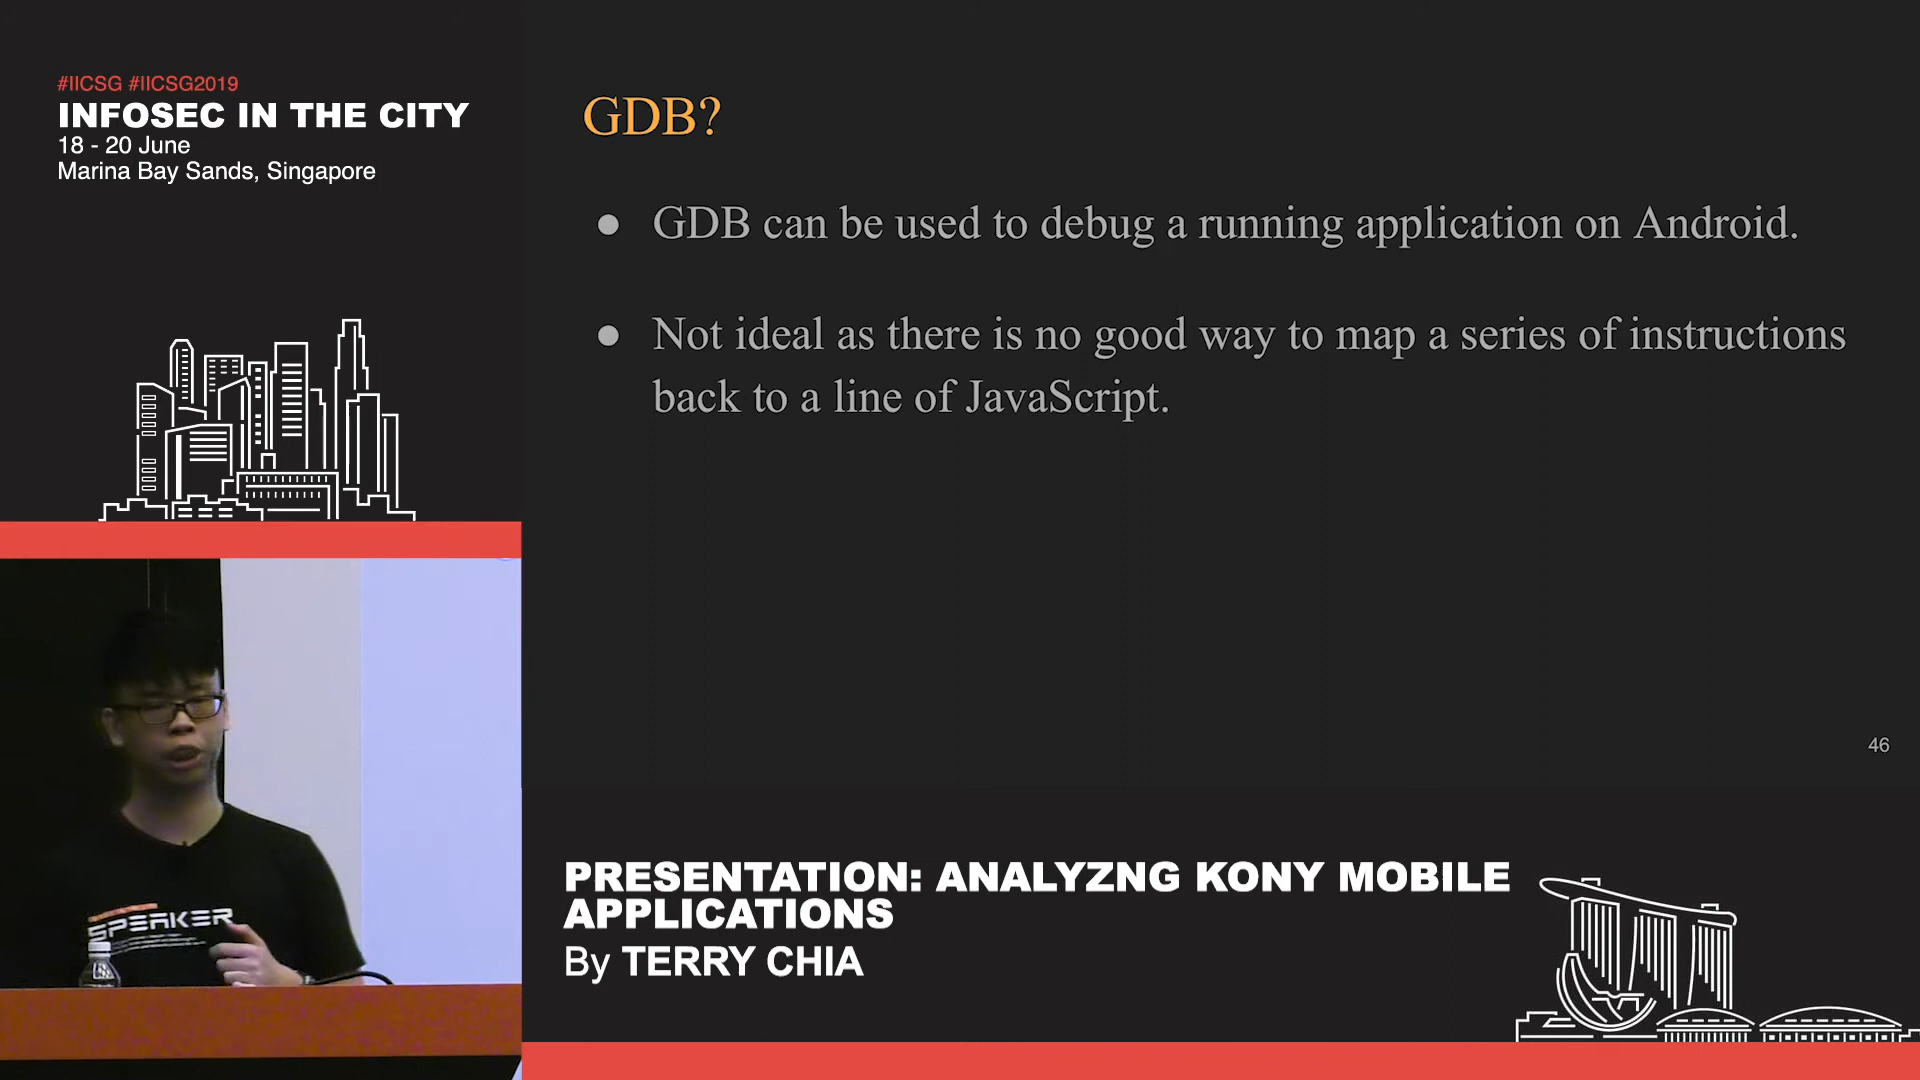 #IICSG #IICSG2019
INFOSEC IN THE CITY
18 - 20 June
Marina Bay Sands, Singapore
GDB?
● GDB can be used to debug a running application on Android.
● Not ideal as there is no good way to map a series of instructions
back to a line of JavaScript.
46
SPEAKER
PRESENTATION: ANALYZNG KONY MOBILE
APPLICATIONS
By TERRY CHIA